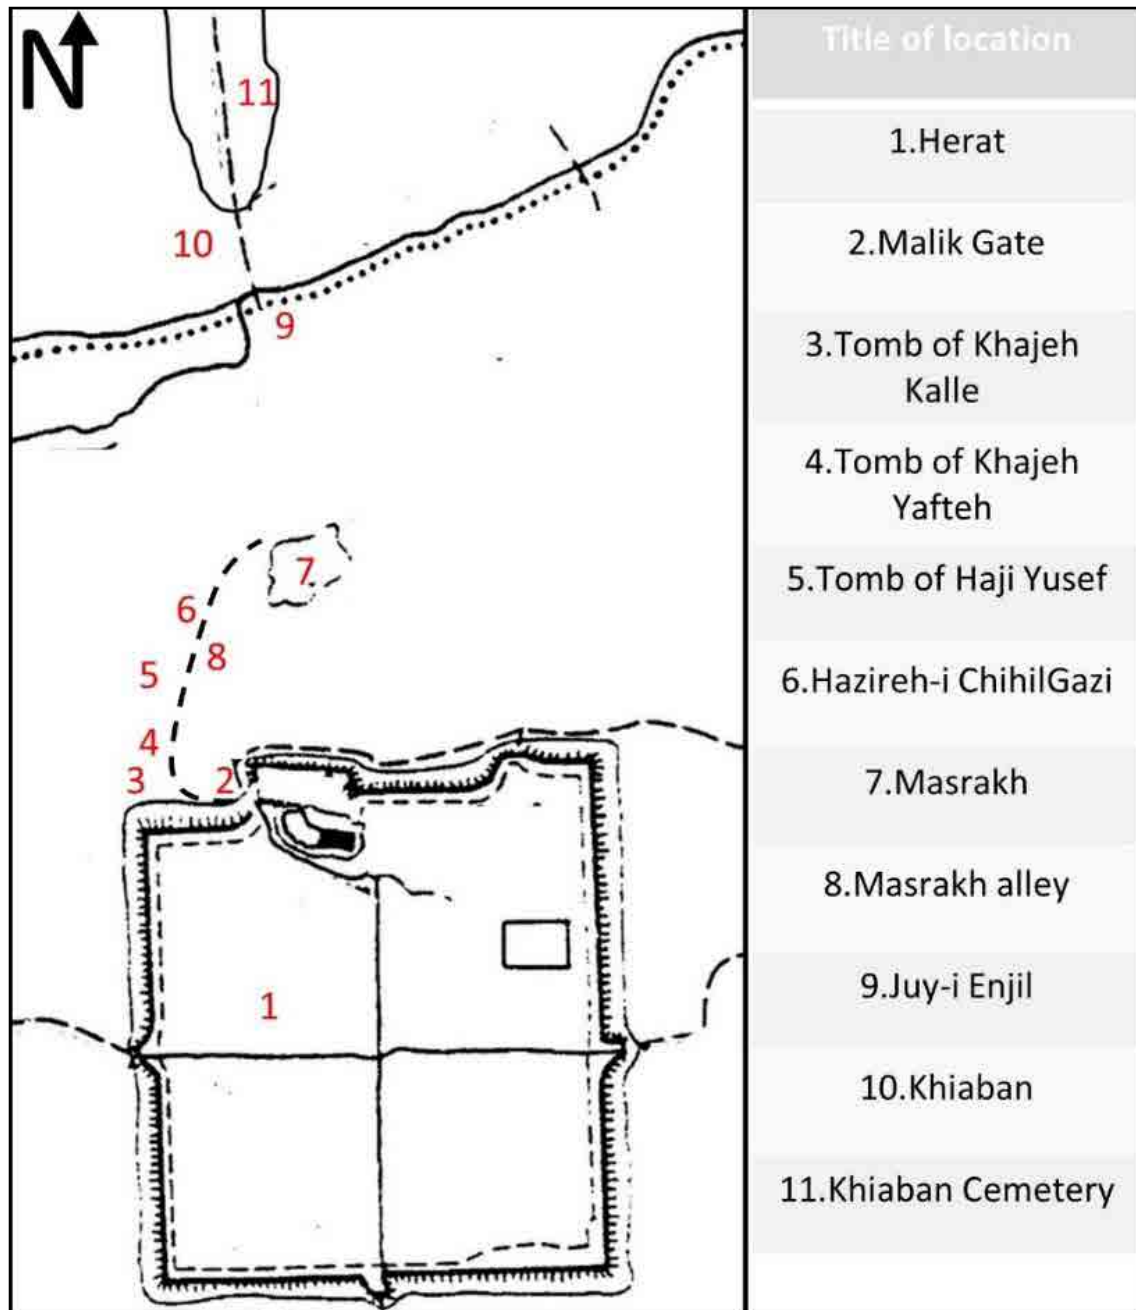 N
11
10
9
7
6
8
5
4
3
2
1
Title of location
1.Herat
2.Malik Gate
3.Tomb of Khajeh
Kalle
4.Tomb of Khajeh
Yafteh
5.Tomb of Haji Yusef
6.Hazireh-i ChihilGazi
7.Masrakh
8.Masrakh alley
9.Juy-i Enjil
10.Khiaban
11.Khiaban Cemetery